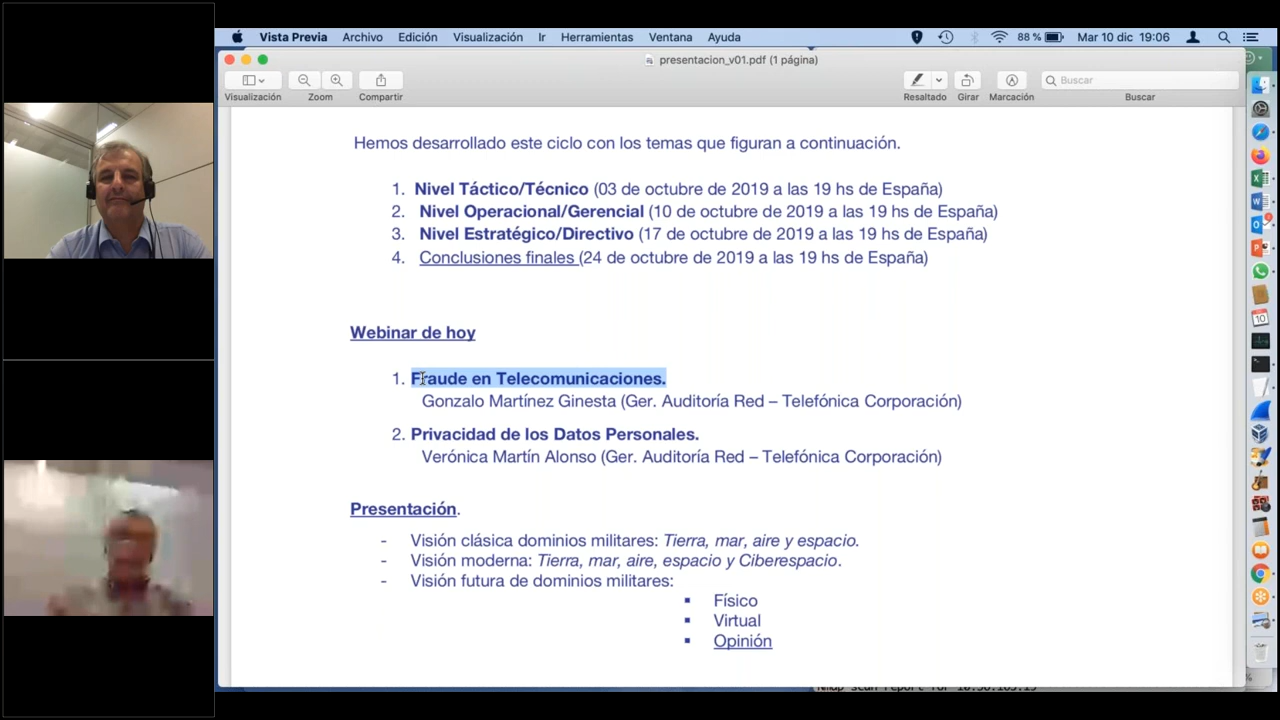 Vista Previa Archivo Edición Visualización Ir Herramientas Ventana Ayuda 88 % Mar 10 dic 19:06
presentacion_v01.pdf (1 página)
Visualización Zoom Compartir Resaltado Girar Marcación Buscar
Buscar
Hemos desarrollado este ciclo con los temas que figuran a continuación.
1. Nivel Táctico/Técnico (03 de octubre de 2019 a las 19 hs de España)
2. Nivel Operacional/Gerencial (10 de octubre de 2019 a las 19 hs de España)
3. Nivel Estratégico/Directivo (17 de octubre de 2019 a las 19 hs de España)
4. Conclusiones finales (24 de octubre de 2019 a las 19 hs de España)
Webinar de hoy
1. Fraude en Telecomunicaciones.
Gonzalo Martínez Ginesta (Ger. Auditoría Red – Telefónica Corporación)
2. Privacidad de los Datos Personales.
Verónica Martín Alonso (Ger. Auditoría Red – Telefónica Corporación)
Presentación.
- Visión clásica dominios militares: Tierra, mar, aire y espacio.
- Visión moderna: Tierra, mar, aire, espacio y Ciberespacio.
- Visión futura de dominios militares:
▪ Físico
▪ Virtual
▪ Opinión